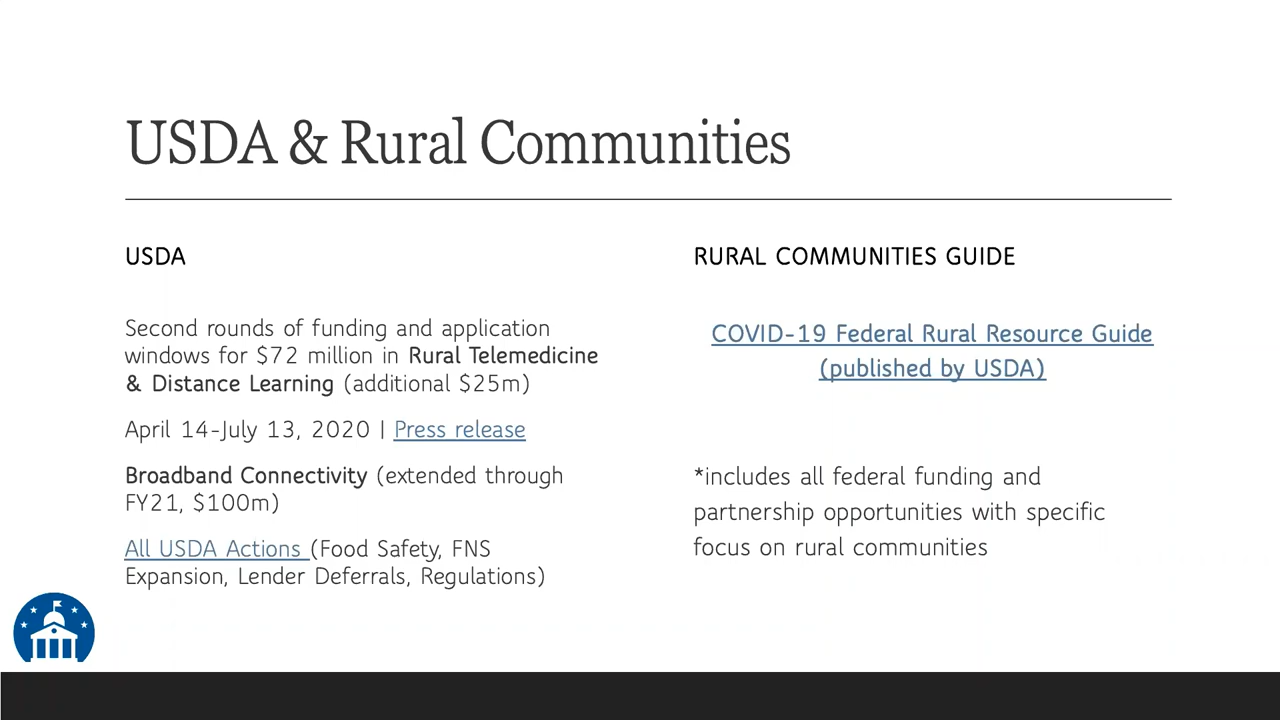 USDA & Rural Communities
USDA
Second rounds of funding and application
windows for $72 million in Rural Telemedicine
& Distance Learning (additional $25m)
April 14-July 13, 2020 | Press release
Broadband Connectivity (extended through
FY21, $100m)
All USDA Actions (Food Safety, FNS
Expansion, Lender Deferrals, Regulations)
RURAL COMMUNITIES GUIDE
COVID-19 Federal Rural Resource Guide
(published by USDA)
*includes all federal funding and
partnership opportunities with specific
focus on rural communities